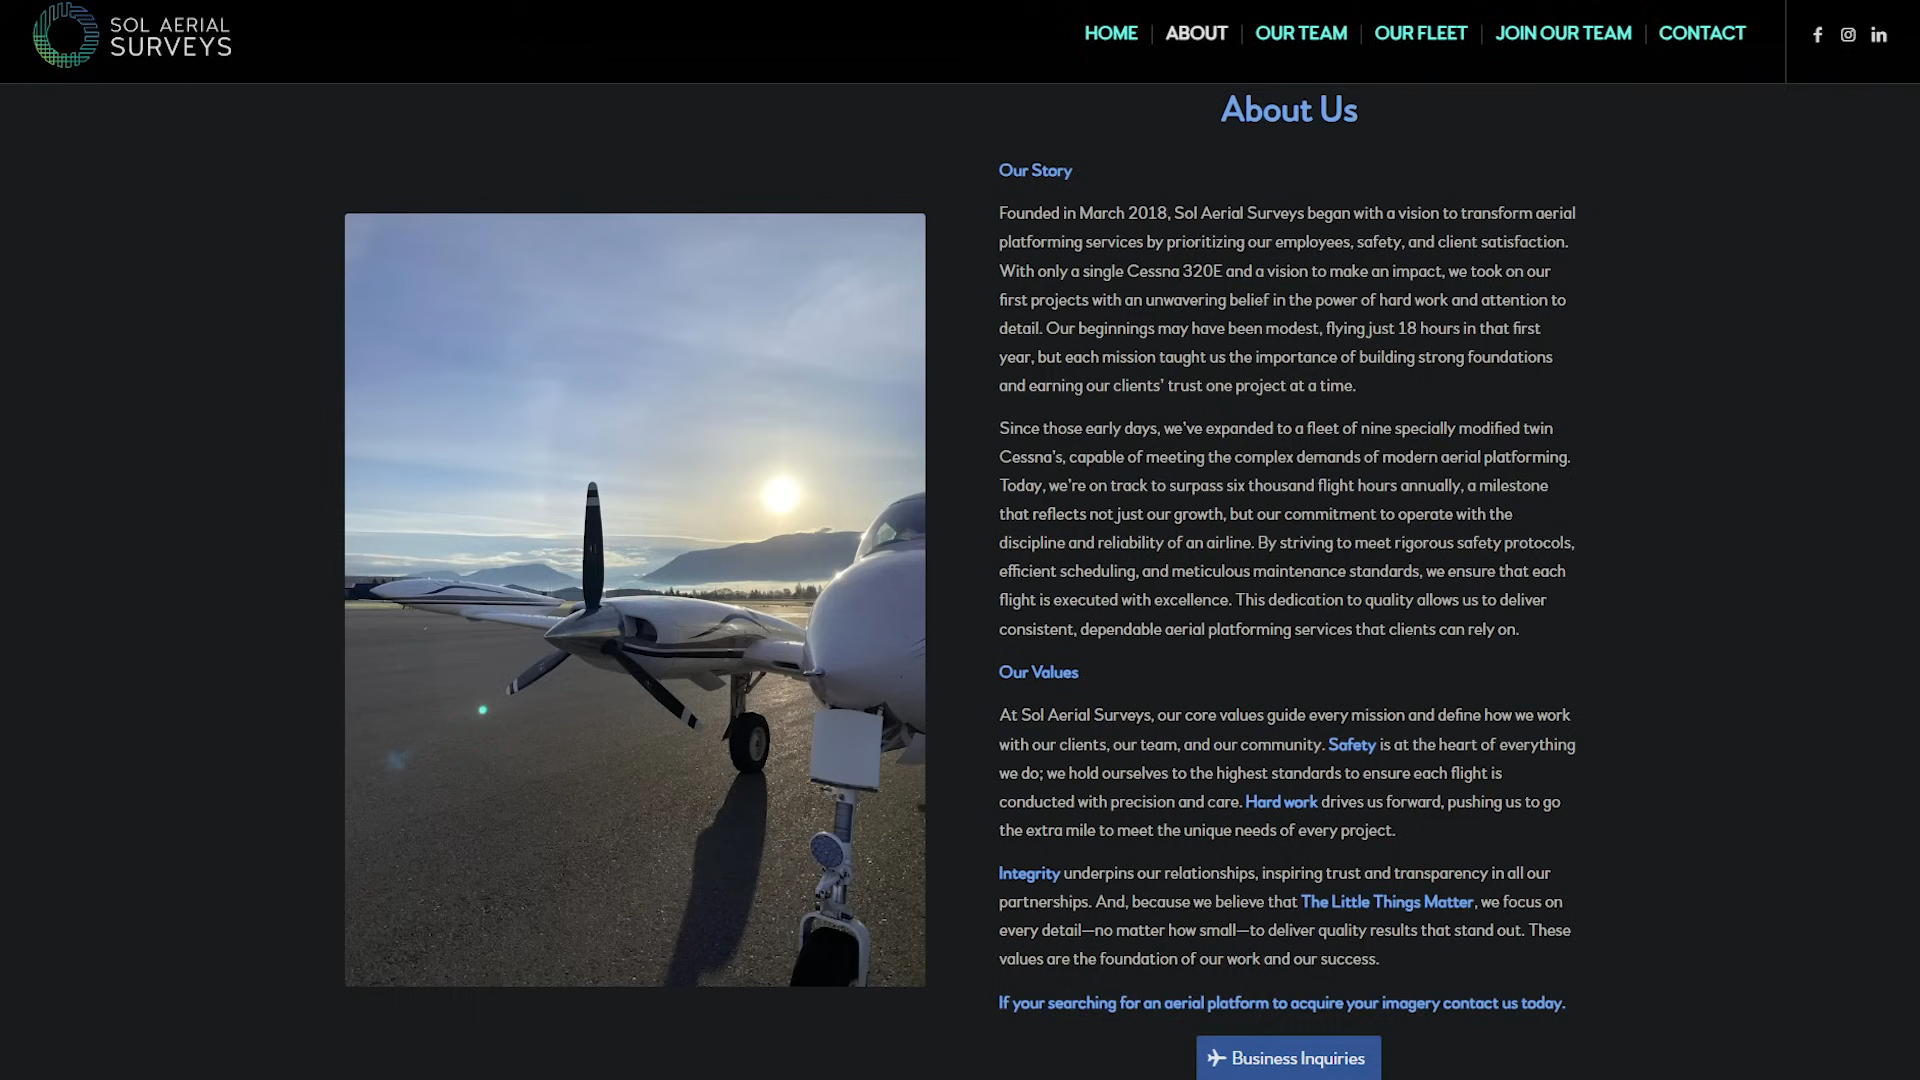 SOL AERIAL
SURVEYS
HOME
ABOUT
OUR TEAM
OUR FLEET
JOIN OUR TEAM
CONTACT
About Us
Our Story
Founded in March 2018, Sol Aerial Surveys began with a vision to transform aerial
platforming services by prioritizing our employees, safety, and client satisfaction.
With only a single Cessna 320E and a vision to make an impact, we took on our
first projects with an unwavering belief in the power of hard work and attention to
detail. Our beginnings may have been modest, flying just 18 hours in that first
year, but each mission taught us the importance of building strong foundations
and earning our clients’ trust one project at a time.
Since those early days, we’ve expanded to a fleet of nine specially modified twin
Cessna’s, capable of meeting the complex demands of modern aerial platforming.
Today, we’re on track to surpass six thousand flight hours annually, a milestone
that reflects not just our growth, but our commitment to operate with the
discipline and reliability of an airline. By striving to meet rigorous safety protocols,
efficient scheduling, and meticulous maintenance standards, we ensure that each
flight is executed with excellence. This dedication to quality allows us to deliver
consistent, dependable aerial platforming services that clients can rely on.
Our Values
At Sol Aerial Surveys, our core values guide every mission and define how we work
with our clients, our team, and our community. Safety is at the heart of everything
we do; we hold ourselves to the highest standards to ensure each flight is
conducted with precision and care. Hard work drives us forward, pushing us to go
the extra mile to meet the unique needs of every project.
Integrity underpins our relationships, inspiring trust and transparency in all our
partnerships. And, because we believe that The Little Things Matter, we focus on
every detail—no matter how small—to deliver quality results that stand out. These
values are the foundation of our work and our success.
If your searching for an aerial platform to acquire your imagery contact us today.
Business Inquiries